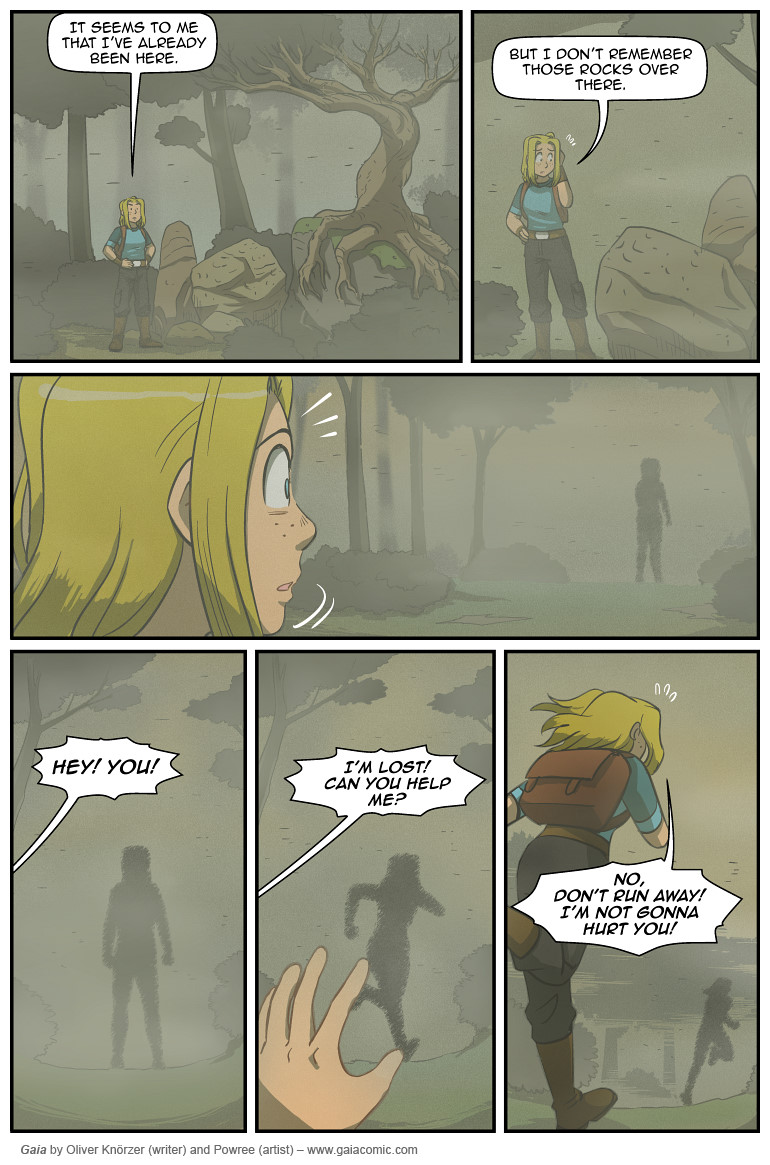 IT SEEMS TO ME
THAT I'VE ALREADY
BEEN HERE.
BUT I DON'T REMEMBER
THOSE ROCKS OVER
THERE.
HEY! YOU!
I'M LOST!
CAN YOU HELP
ME?
NO,
DON'T RUN AWAY!
I'M NOT GONNA
HURT YOU!
Gaia by Oliver Knörzer (writer) and Powree (artist) – www.gaiacomic.com